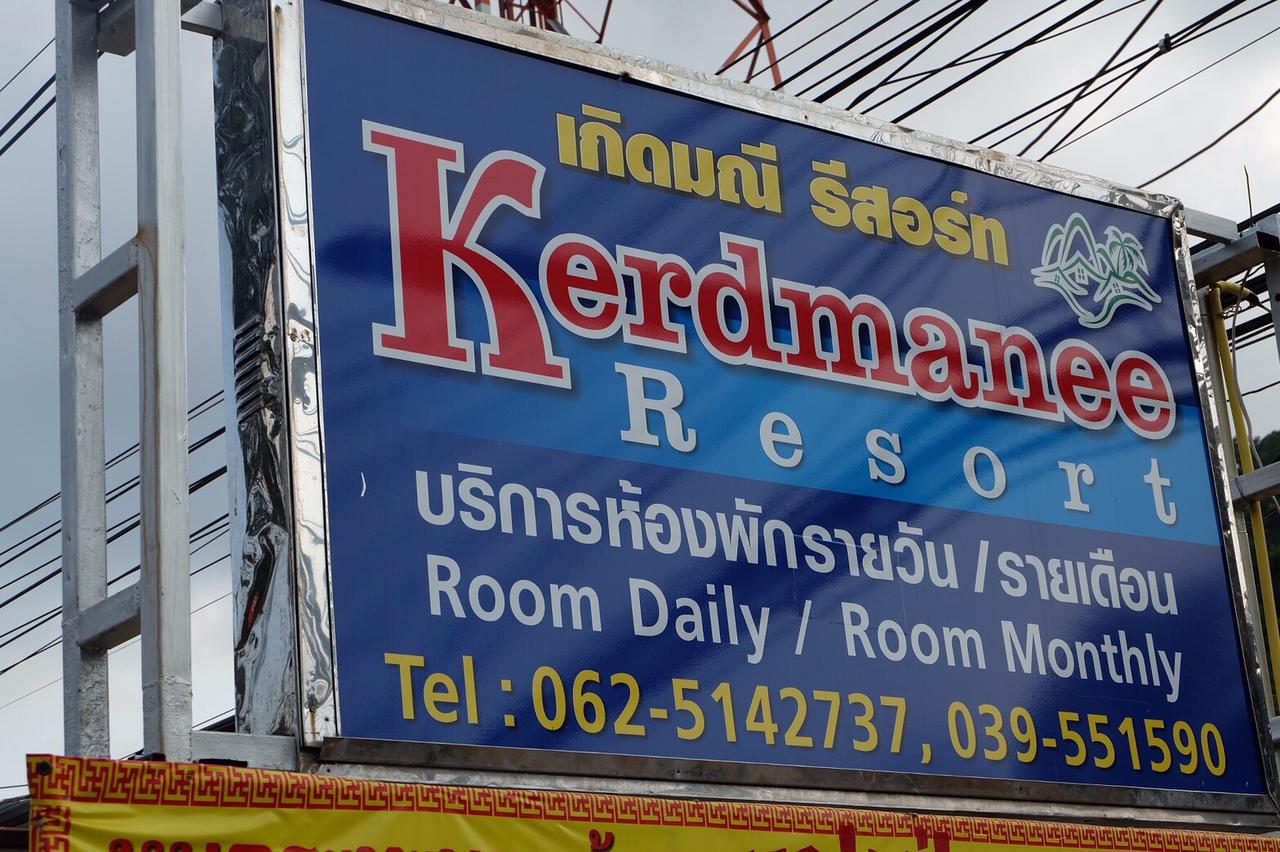 เกิดมณี รีสอร์ท
Kerdmanee
Resort
บริการห้องพักรายวัน / รายเดือน
Room Daily / Room Monthly
Tel : 062-5142737, 039-551590